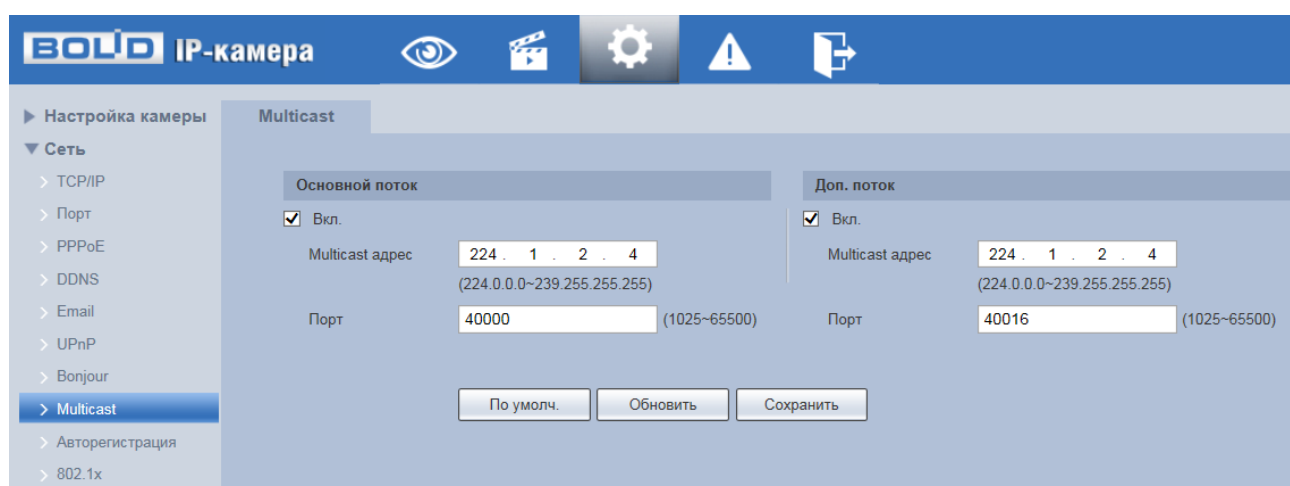 BOLID IP-камера
Настройка камеры
Multicast
Сеть
TCP/IP
Порт
PPPoE
DDNS
Email
UPnP
Bonjour
Multicast
Авторегистрация
802.1x
Основной поток
Вкл.
Multicast адрес 224 . 1 . 2 . 4
(224.0.0.0~239.255.255.255)
Порт 40000 (1025~65500)
Доп. поток
Вкл.
Multicast адрес 224 . 1 . 2 . 4
(224.0.0.0~239.255.255.255)
Порт 40016 (1025~65500)
По умолч. Обновить Сохранить